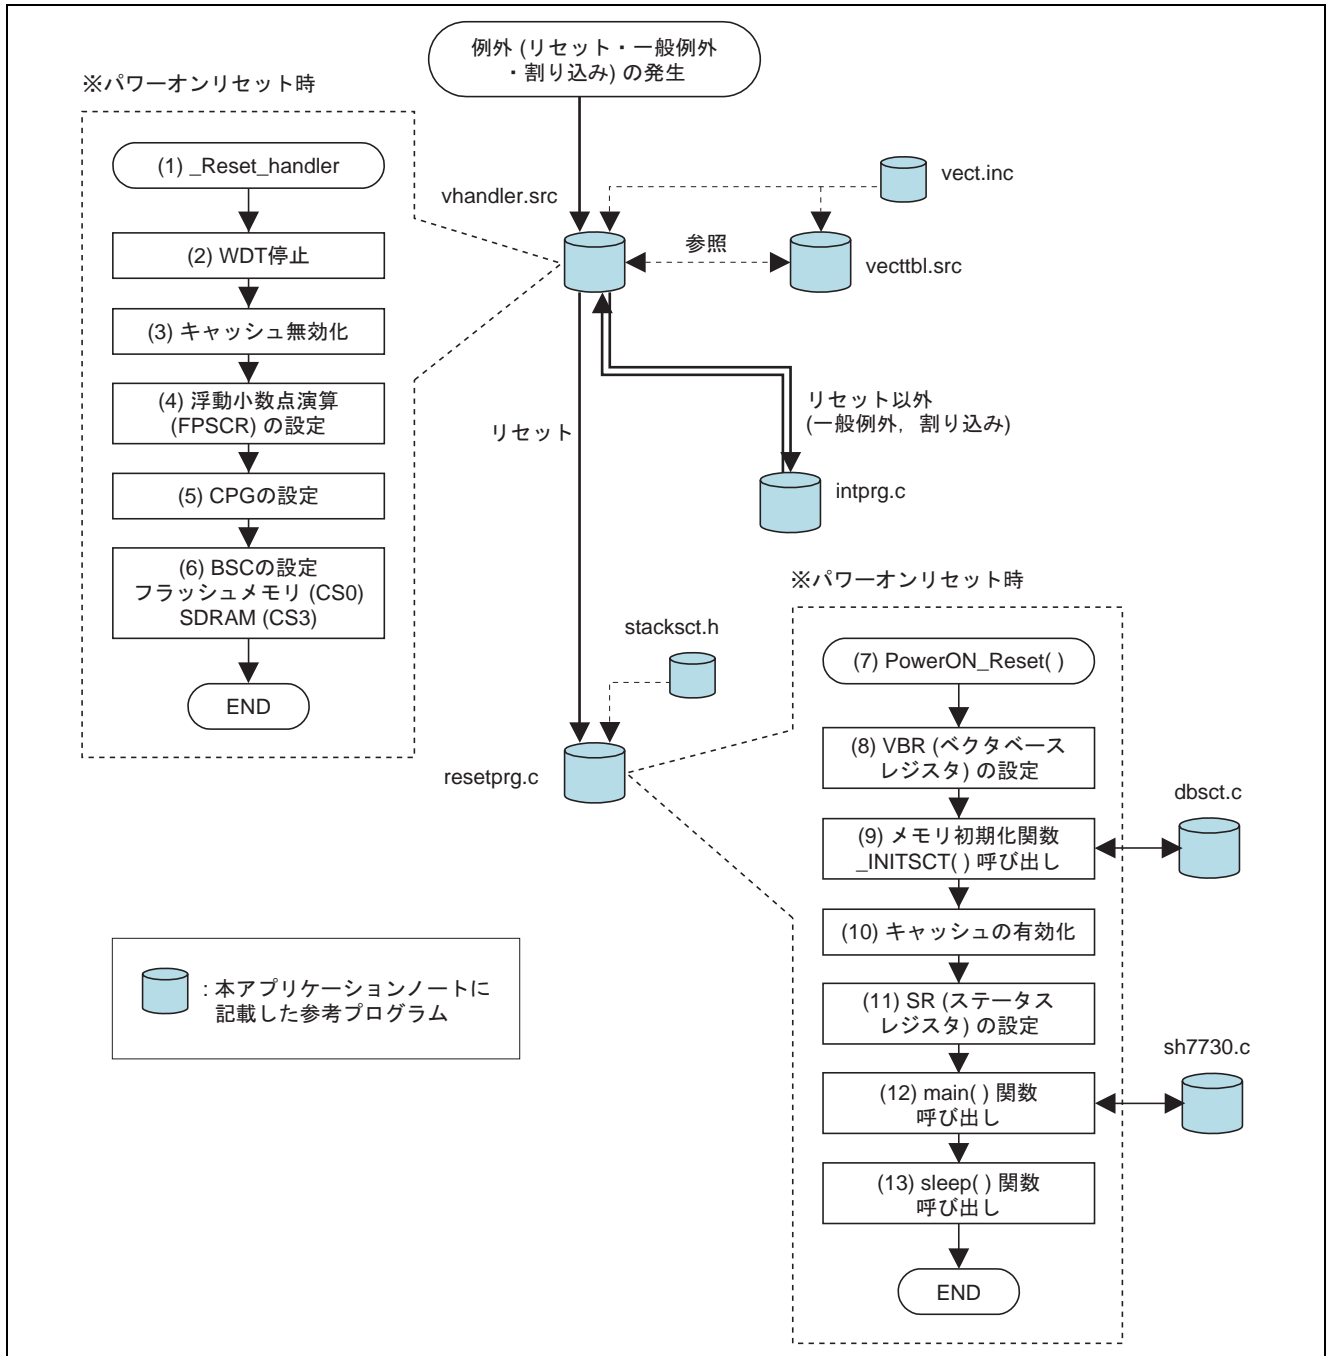 例外 (リセット・一般例外
・割り込み) の発生
※パワーオンリセット時
(1) _Reset_handler
(2) WDT停止
(3) キャッシュ無効化
(4) 浮動小数点演算
(FPSCR) の設定
(5) CPGの設定
(6) BSCの設定
フラッシュメモリ (CS0)
SDRAM (CS3)
END
vhandler.src
vect.inc
参照
vecttbl.src
リセット
リセット以外
(一般例外，割り込み)
intprg.c
stacksct.h
resetprg.c
※パワーオンリセット時
(7) PowerON_Reset( )
(8) VBR (ベクタベース
レジスタ) の設定
(9) メモリ初期化関数
_INITSCT( ) 呼び出し
dbsct.c
(10) キャッシュの有効化
(11) SR (ステータス
レジスタ) の設定
(12) main( ) 関数
呼び出し
sh7730.c
(13) sleep( ) 関数
呼び出し
END
: 本アプリケーションノートに
記載した参考プログラム